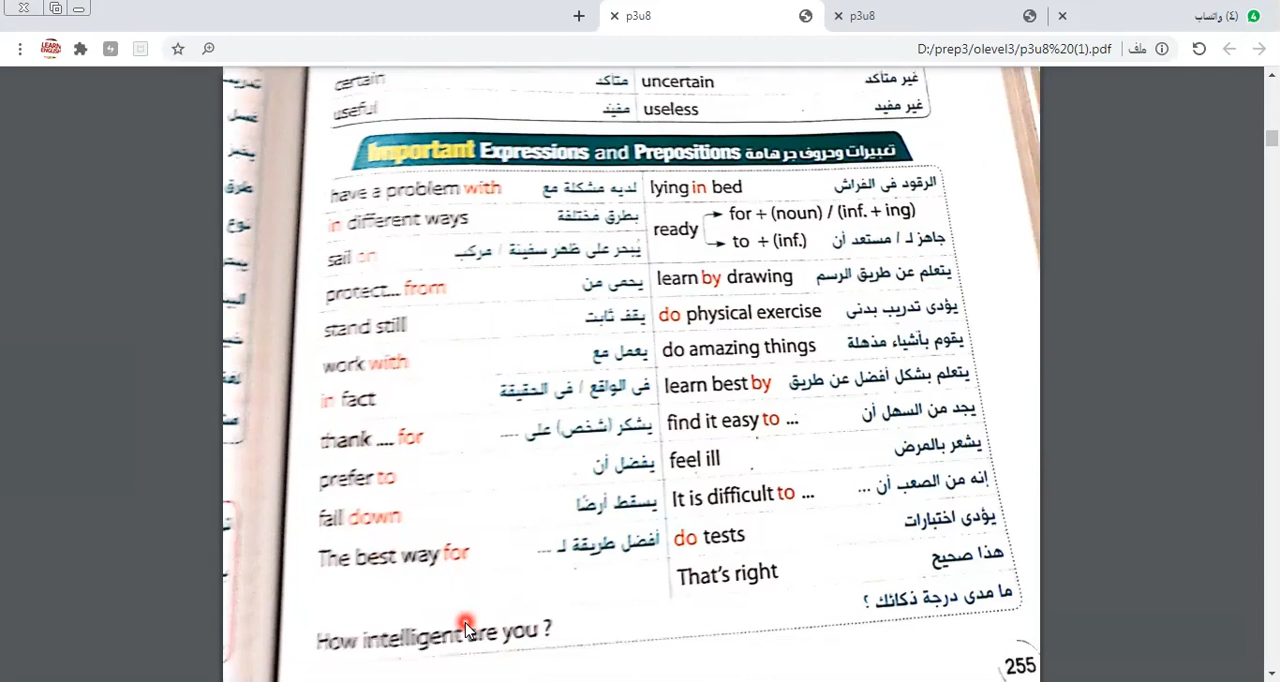 p3u8
p3u8
(٤) واتساب
D:/prep3/olevel3/p3u8%20(1).pdf
ملف
certain متأكد uncertain غير متأكد
useful مفيد useless غير مفيد
Important Expressions and Prepositions تعبيرات وحروف جر هامة
have a problem with لديه مشكلة مع lying in bed الرقود فى الفراش
in different ways بطرق مختلفة ready for + (noun) / (inf. + ing)
to + (inf.) جاهز لـ / مستعد أن
sail on يُبحر على ظهر سفينة / مركب
protect... from يحمى من learn by drawing يتعلم عن طريق الرسم
stand still يقف ثابت do physical exercise يؤدى تدريب بدنى
work with يعمل مع do amazing things يقوم بأشياء مذهلة
in fact فى الواقع / فى الحقيقة learn best by يتعلم بشكل أفضل عن طريق
thank .... for يشكر (شخص) على .... find it easy to ... يجد من السهل أن
prefer to يفضل أن feel ill يشعر بالمرض
fall down يسقط أرضًا It is difficult to ... إنه من الصعب أن ...
The best way for أفضل طريقة لـ ... do tests يؤدى اختبارات
That's right هذا صحيح
How intelligent are you ? ما مدى درجة ذكائك ؟
255